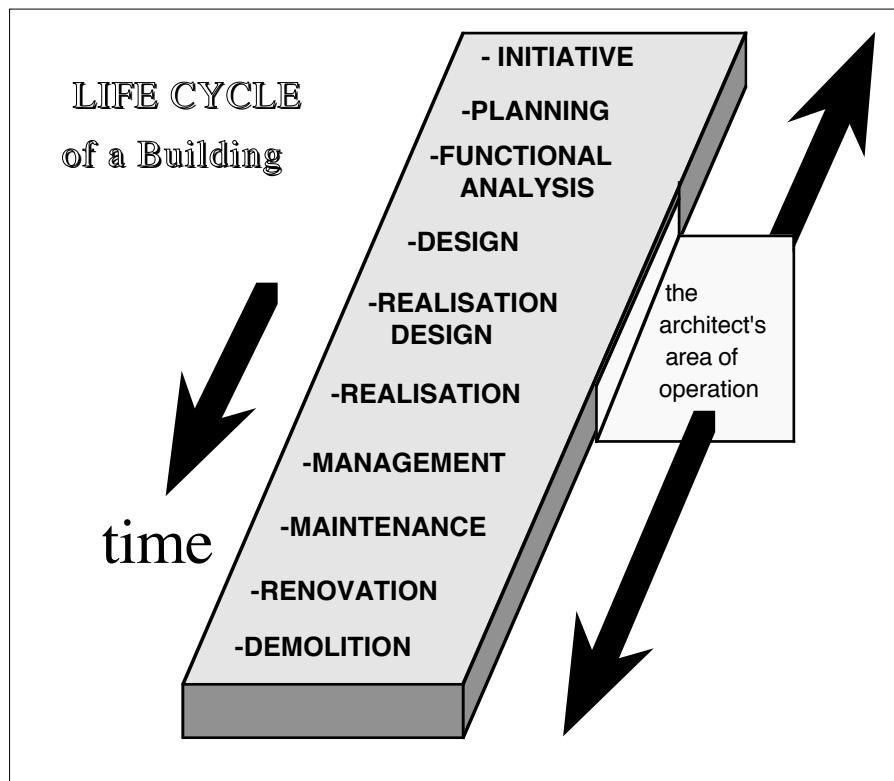 LIFE CYCLE
of a Building
- INITIATIVE
-PLANNING
-FUNCTIONAL
ANALYSIS
-DESIGN
-REALISATION
DESIGN
-REALISATION
-MANAGEMENT
-MAINTENANCE
-RENOVATION
-DEMOLITION
time
the
architect's
area of
operation